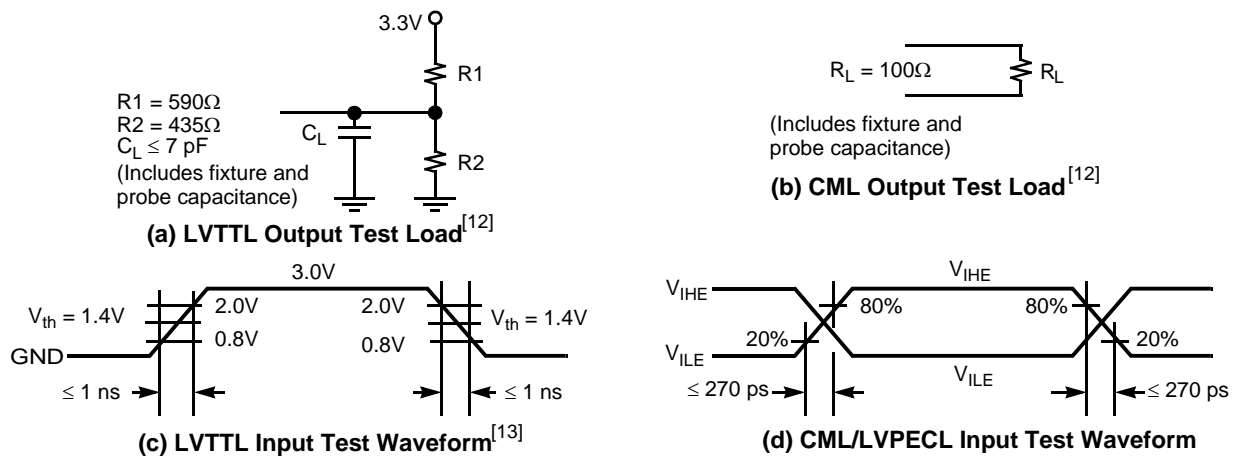 3.3V
R1
R1 = 590Ω
R2 = 435Ω
C_L ≤ 7 pF
(Includes fixture and
probe capacitance)
C_L
R2
(a) LVTTL Output Test Load[12]
R_L = 100Ω
R_L
(Includes fixture and
probe capacitance)
(b) CML Output Test Load[12]
3.0V
V_th = 1.4V
2.0V
0.8V
2.0V
0.8V
V_th = 1.4V
GND
≤ 1 ns
≤ 1 ns
(c) LVTTL Input Test Waveform[13]
V_IHE
V_IHE
80%
80%
20%
20%
V_ILE
V_ILE
≤ 270 ps
≤ 270 ps
(d) CML/LVPECL Input Test Waveform